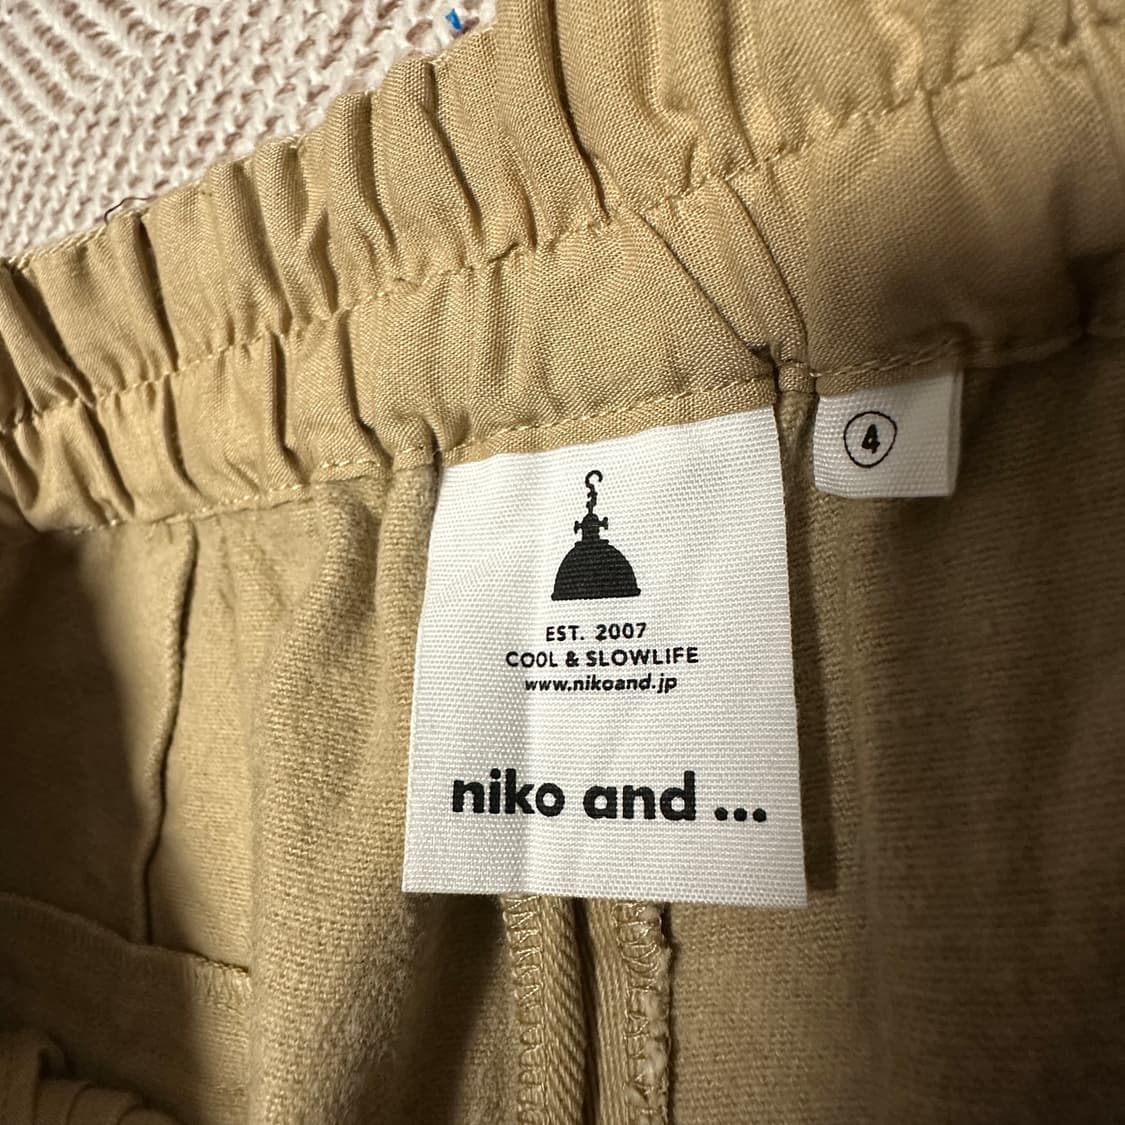 4
EST. 2007
COOL & SLOWLIFE
www.nikoand.jp
niko and ...